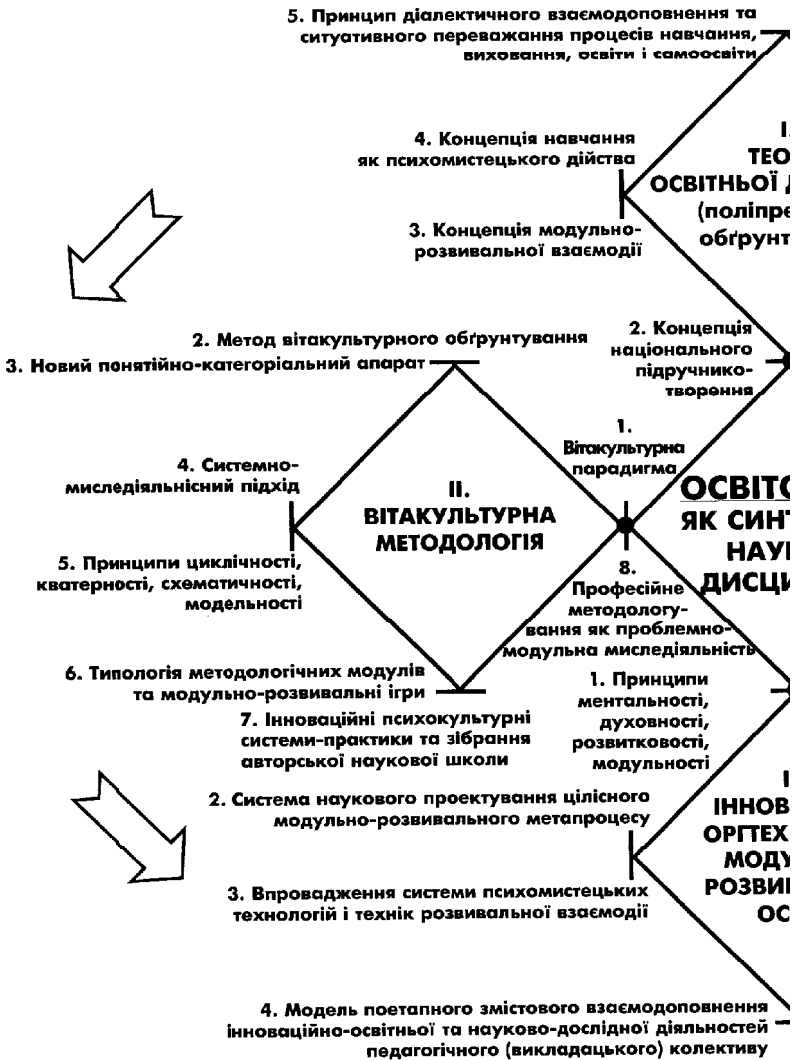 5. Принцип діалектичного взаємодоповнення та
ситуативного переважання процесів навчання,
виховання, освіти і самоосвіти
4. Концепція навчання
як психомистецького дійства
3. Концепція модульно-
розвивальної взаємодії
І.
ТЕО
ОСВІТНЬОЇ
(поліпре
обґрунт
2. Концепція
національного
підручнико-
творення
1.
Вітакультурна
парадигма
2. Метод вітакультурного обґрунтування
3. Новий понятійно-категоріальний апарат
4. Системно-
миследіяльнісний підхід
5. Принципи циклічності,
кватерності, схематичності,
модельності
6. Типологія методологічних модулів
та модульно-розвивальні ігри
7. Інноваційні психокультурні
системи-практики та зібрання
авторської наукової школи
8.
Професійне
методологу-
вання як проблемно-
модульна миследіяльність
ІІ.
ВІТАКУЛЬТУРНА
МЕТОДОЛОГІЯ
ОСВІТО
ЯК СИНТ
НАУ
ДИСЦИ
1. Принципи
ментальності,
духовності,
розвитковості,
модульності
2. Система наукового проектування цілісного
модульно-розвивального метапроцесу
3. Впровадження системи психомистецьких
технологій і технік розвивальної взаємодії
4. Модель поетапного змістового взаємодоповнення
інноваційно-освітньої та науково-дослідної діяльностей
педагогічного (викладацького) колективу
І
ІННОВ
ОРГТЕХ
МОДУ
РОЗВИ
ОС